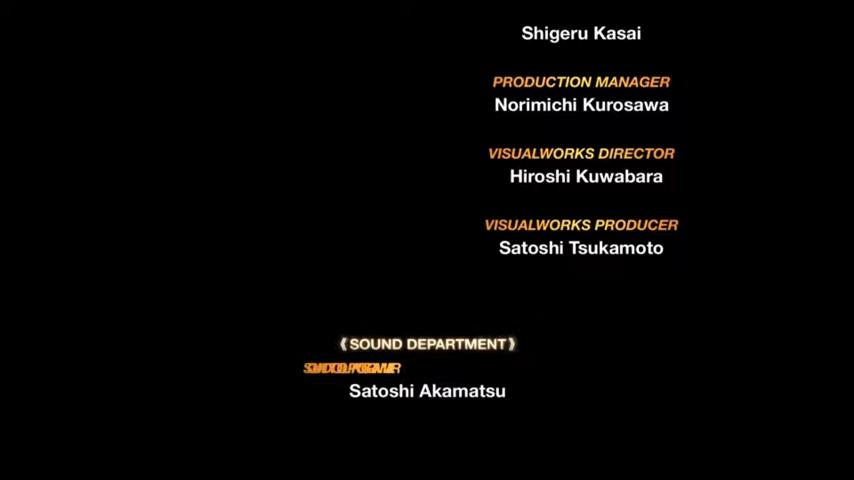 Shigeru Kasai
PRODUCTION MANAGER
Norimichi Kurosawa
VISUALWORKS DIRECTOR
Hiroshi Kuwabara
VISUALWORKS PRODUCER
Satoshi Tsukamoto
《SOUND DEPARTMENT》
Satoshi Akamatsu